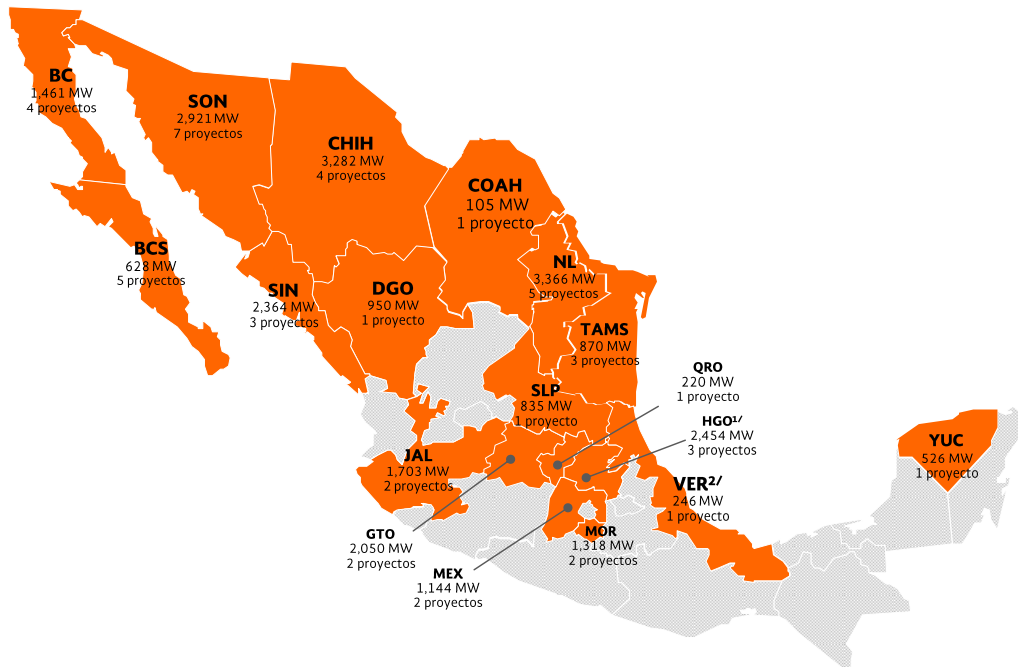 BC
1,461 MW
4 proyectos
SON
2,921 MW
7 proyectos
CHIH
3,282 MW
4 proyectos
COAH
105 MW
1 proyecto
BCS
628 MW
5 proyectos
SIN
2,364 MW
3 proyectos
DGO
950 MW
1 proyecto
NL
3,366 MW
5 proyectos
TAMS
870 MW
3 proyectos
QRO
220 MW
1 proyecto
SLP
835 MW
1 proyecto
HGO1/
2,454 MW
3 proyectos
JAL
1,703 MW
2 proyectos
VER2/
246 MW
1 proyecto
YUC
526 MW
1 proyecto
GTO
2,050 MW
2 proyectos
MOR
1,318 MW
2 proyectos
MEX
1,144 MW
2 proyectos